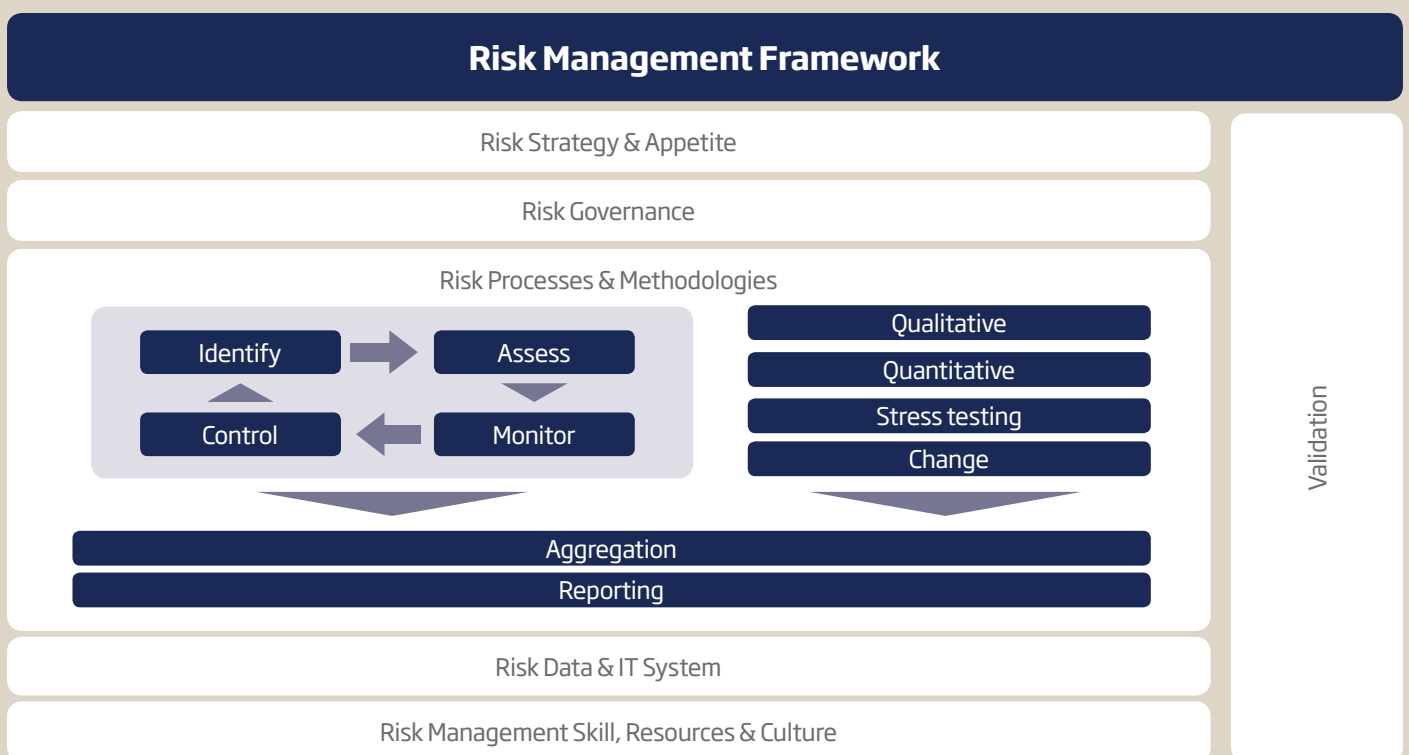 Risk Management Framework
Risk Strategy & Appetite
Risk Governance
Risk Processes & Methodologies
Identify
Assess
Control
Monitor
Qualitative
Quantitative
Stress testing
Change
Aggregation
Reporting
Risk Data & IT System
Risk Management Skill, Resources & Culture
Validation